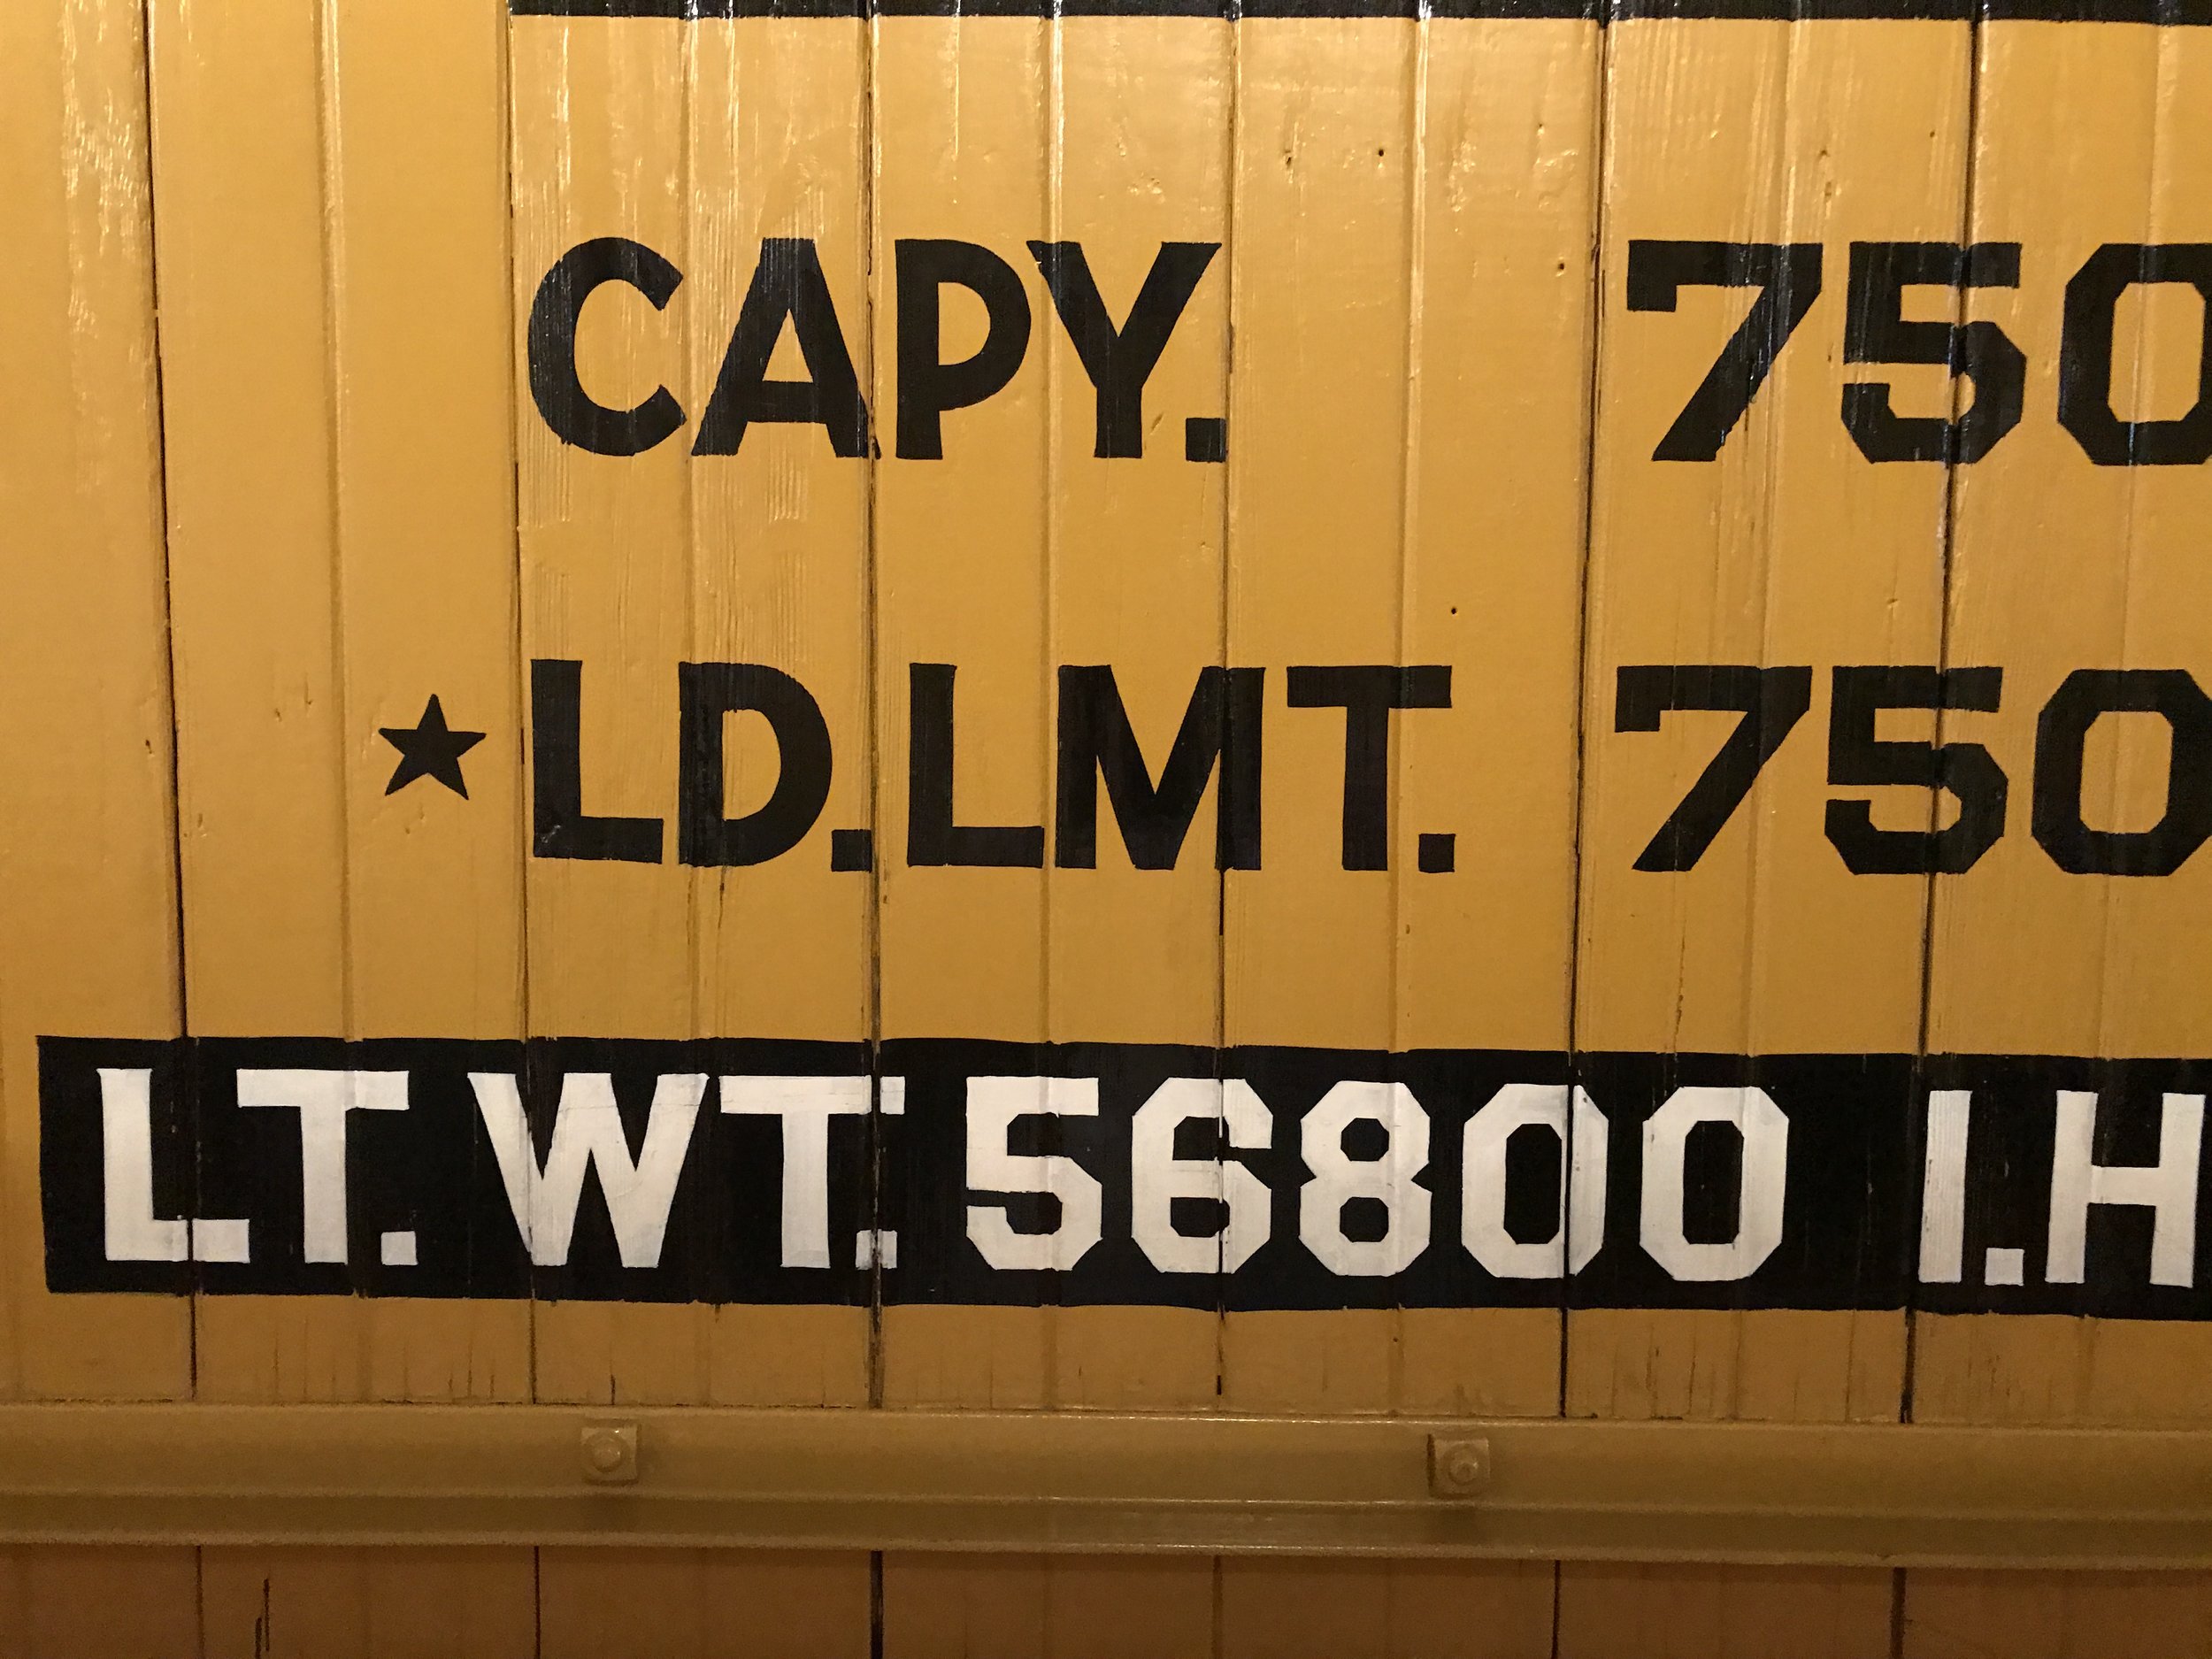 CAPY. 750
★LD.LMT. 750
LT. WT. 56800 I.H